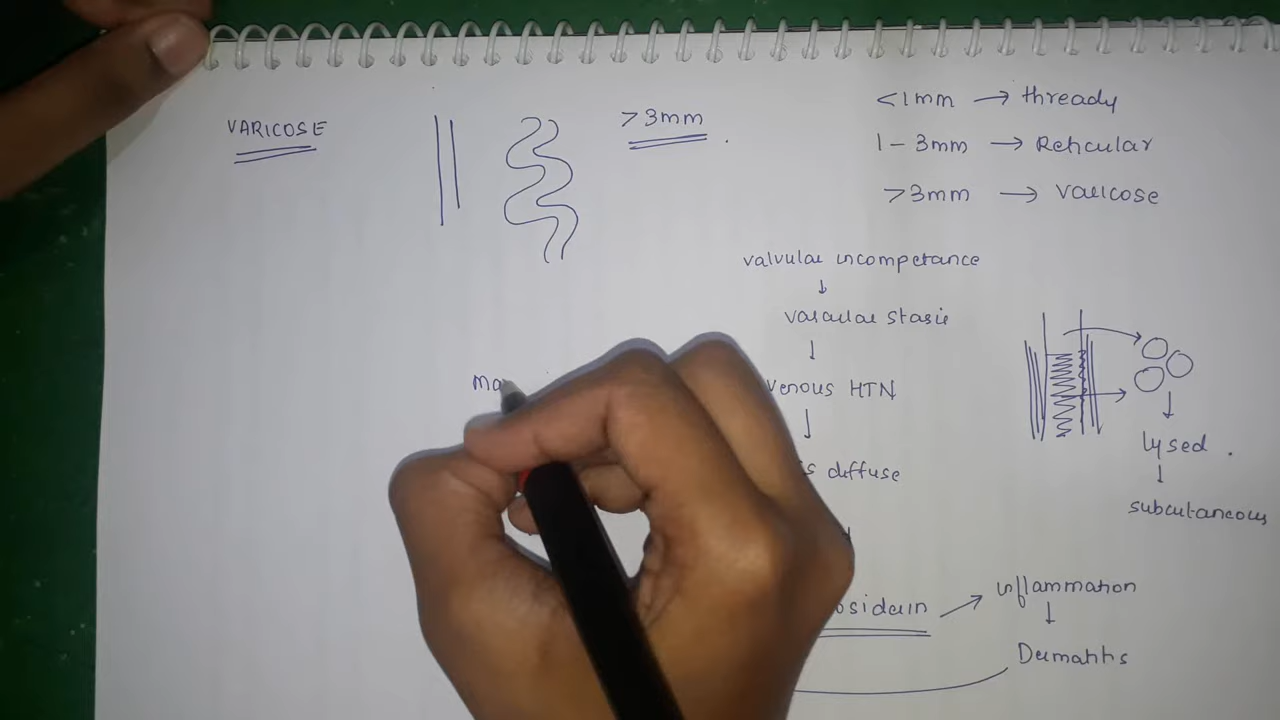 VARICOSE
>3mm .
<1mm → thready
1 - 3mm → Reticular
>3mm → Varicose
valvular incompetance
↓
vascular stasis
↓
venous HTN
↓
diffuse
lysed .
↓
subcutaneous
inflammation
↓
Dermatitis